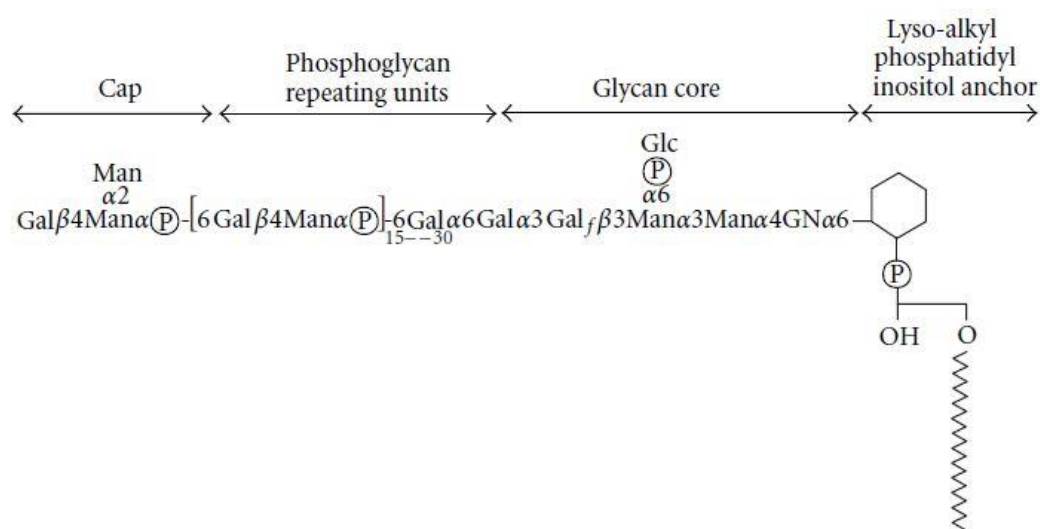 Lyso-alkyl
phosphatidyl
inositol anchor
Phosphoglycan
repeating units
Cap
Glycan core
Man
α2
Glc
P
α6
Galβ4ManαP-[6Galβ4ManαP]15--30-6Galα6Galα3Galfβ3Manα3Manα4GNα6
P
OH
O